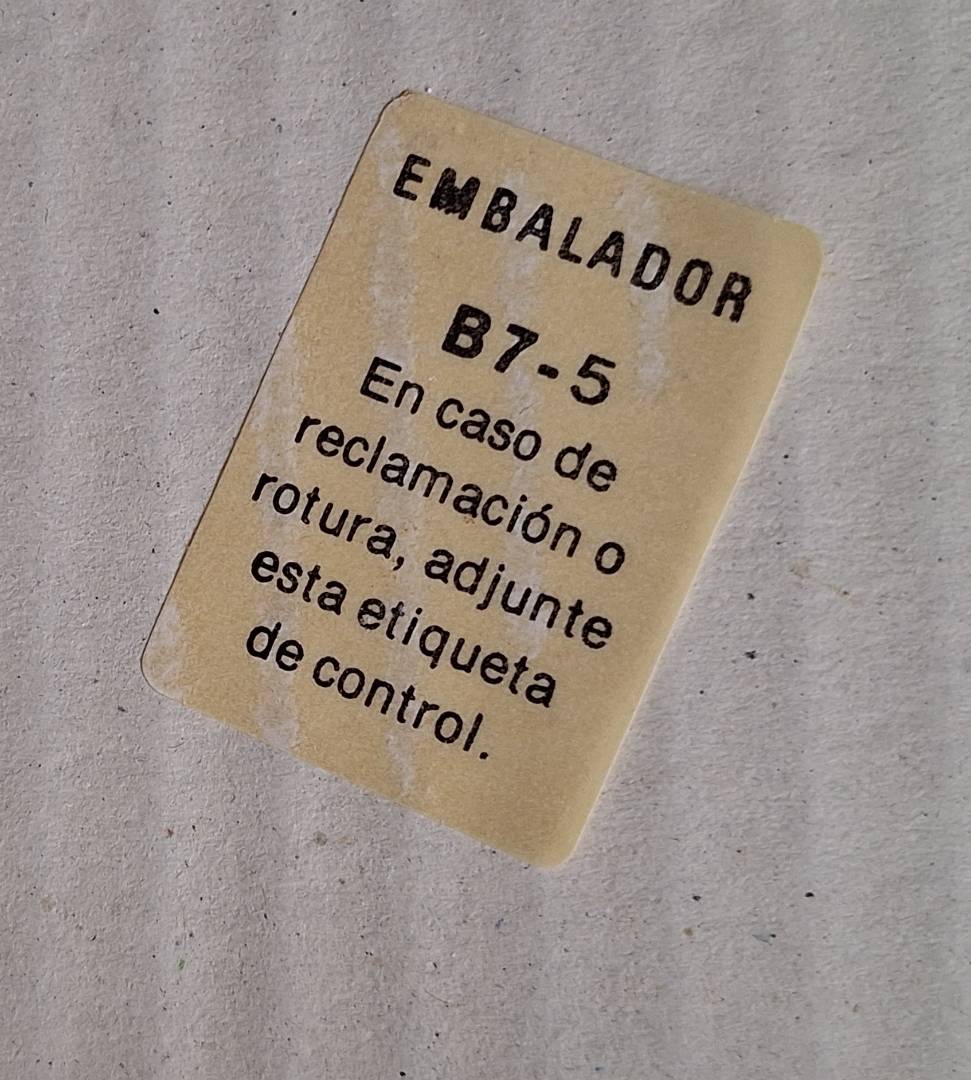 EMBALADOR
B7-5
En caso de
reclamación o
rotura, adjunte
esta etiqueta
de control.